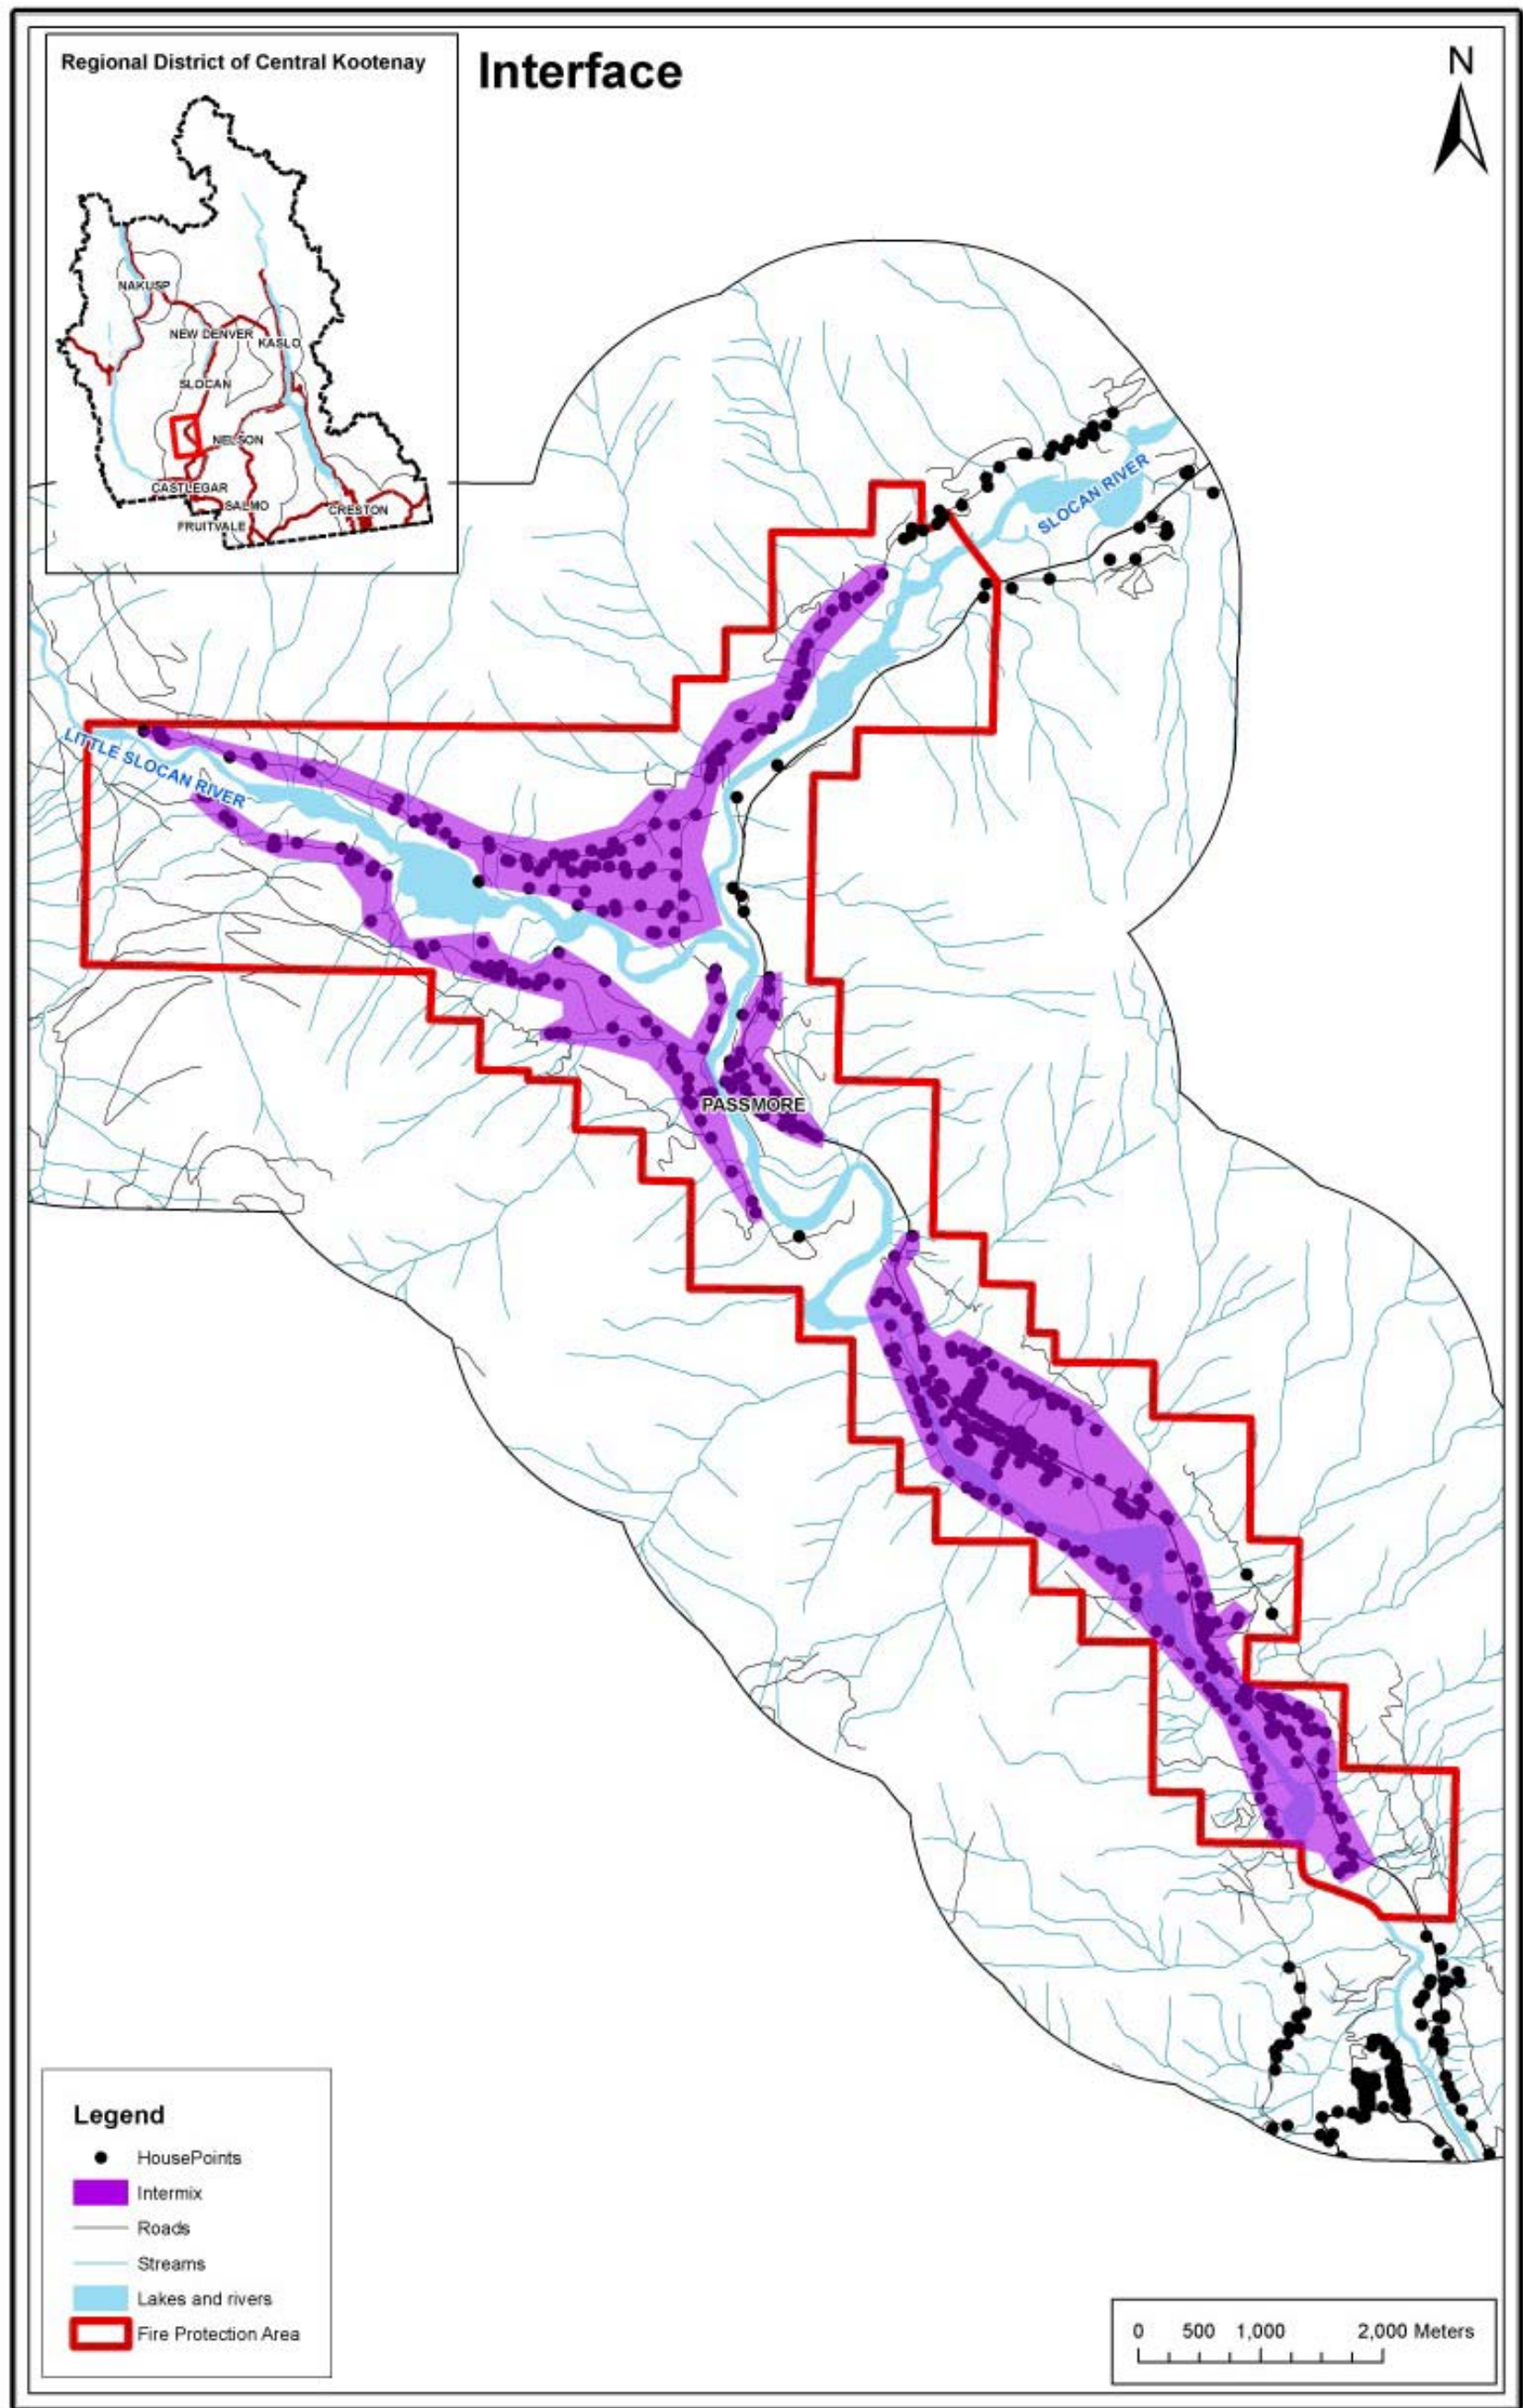 Regional District of Central Kootenay
Interface
N
NAKUSP
NEW DENVER
KASLO
SLOCAN
NELSON
CASTLEGAR
SALMO
CRESTON
FRUITVALE
SLOCAN RIVER
LITTLE SLOCAN RIVER
PASSMORE
Legend
HousePoints
Intermix
Roads
Streams
Lakes and rivers
Fire Protection Area
0 500 1,000 2,000 Meters